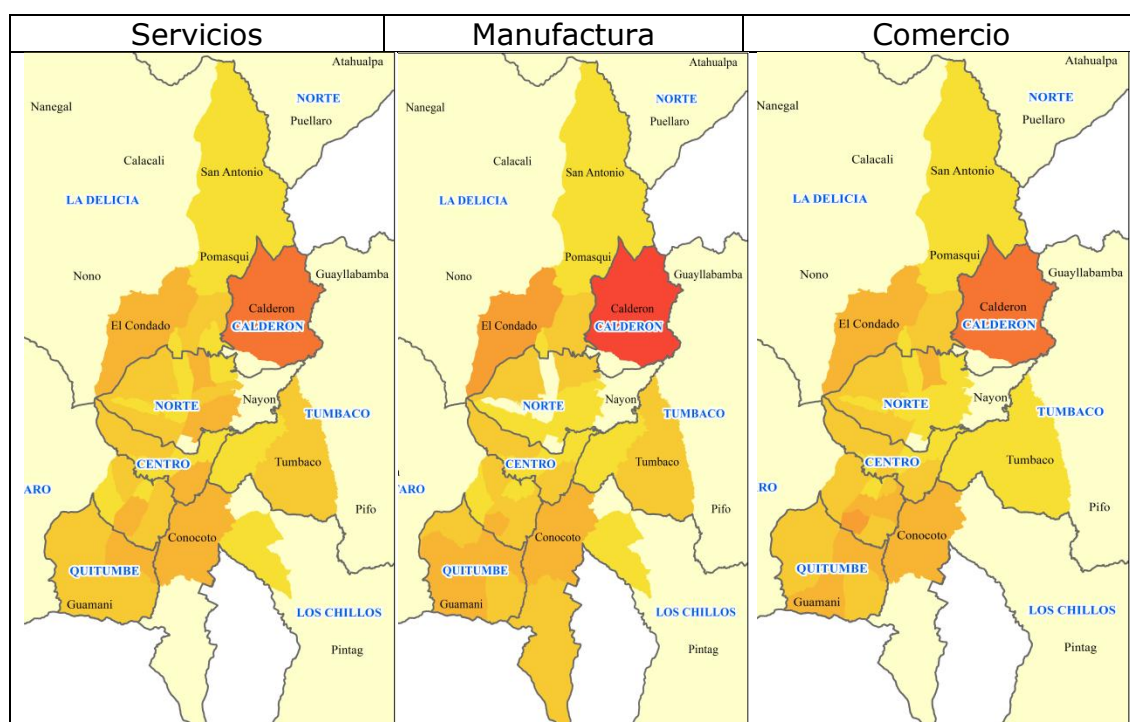 Servicios
Manufactura
Comercio
Atahualpa
NORTE
Nanegal
Puellaro
Calacali
San Antonio
LA DELICIA
Pomasqui
Nono
Guayllabamba
Calderon
El Condado
CALDERON
NORTE
Nayon
TUMBACO
CENTRO
Tumbaco
ARO
Pifo
Conocoto
QUITUMBE
Guamani
LOS CHILLOS
Pintag
Atahualpa
NORTE
Nanegal
Puellaro
Calacali
San Antonio
LA DELICIA
Pomasqui
Nono
Guayllabamba
Calderon
El Condado
CALDERON
Nayon
NORTE
TUMBACO
CENTRO
Tumbaco
a
ARO
Pifo
Conocoto
QUITUMBE
Guamani
LOS CHILLOS
Pintag
Atahualpa
NORTE
Nanegal
Puellaro
Calacali
San Antonio
LA DELICIA
Pomasqui
Nono
Guayllabamba
Calderon
El Condado
CALDERON
Nayon
NORTE
TUMBACO
CENTRO
Tumbaco
ARO
Pifo
Conocoto
QUITUMBE
Guamani
LOS CHILLOS
Pintag